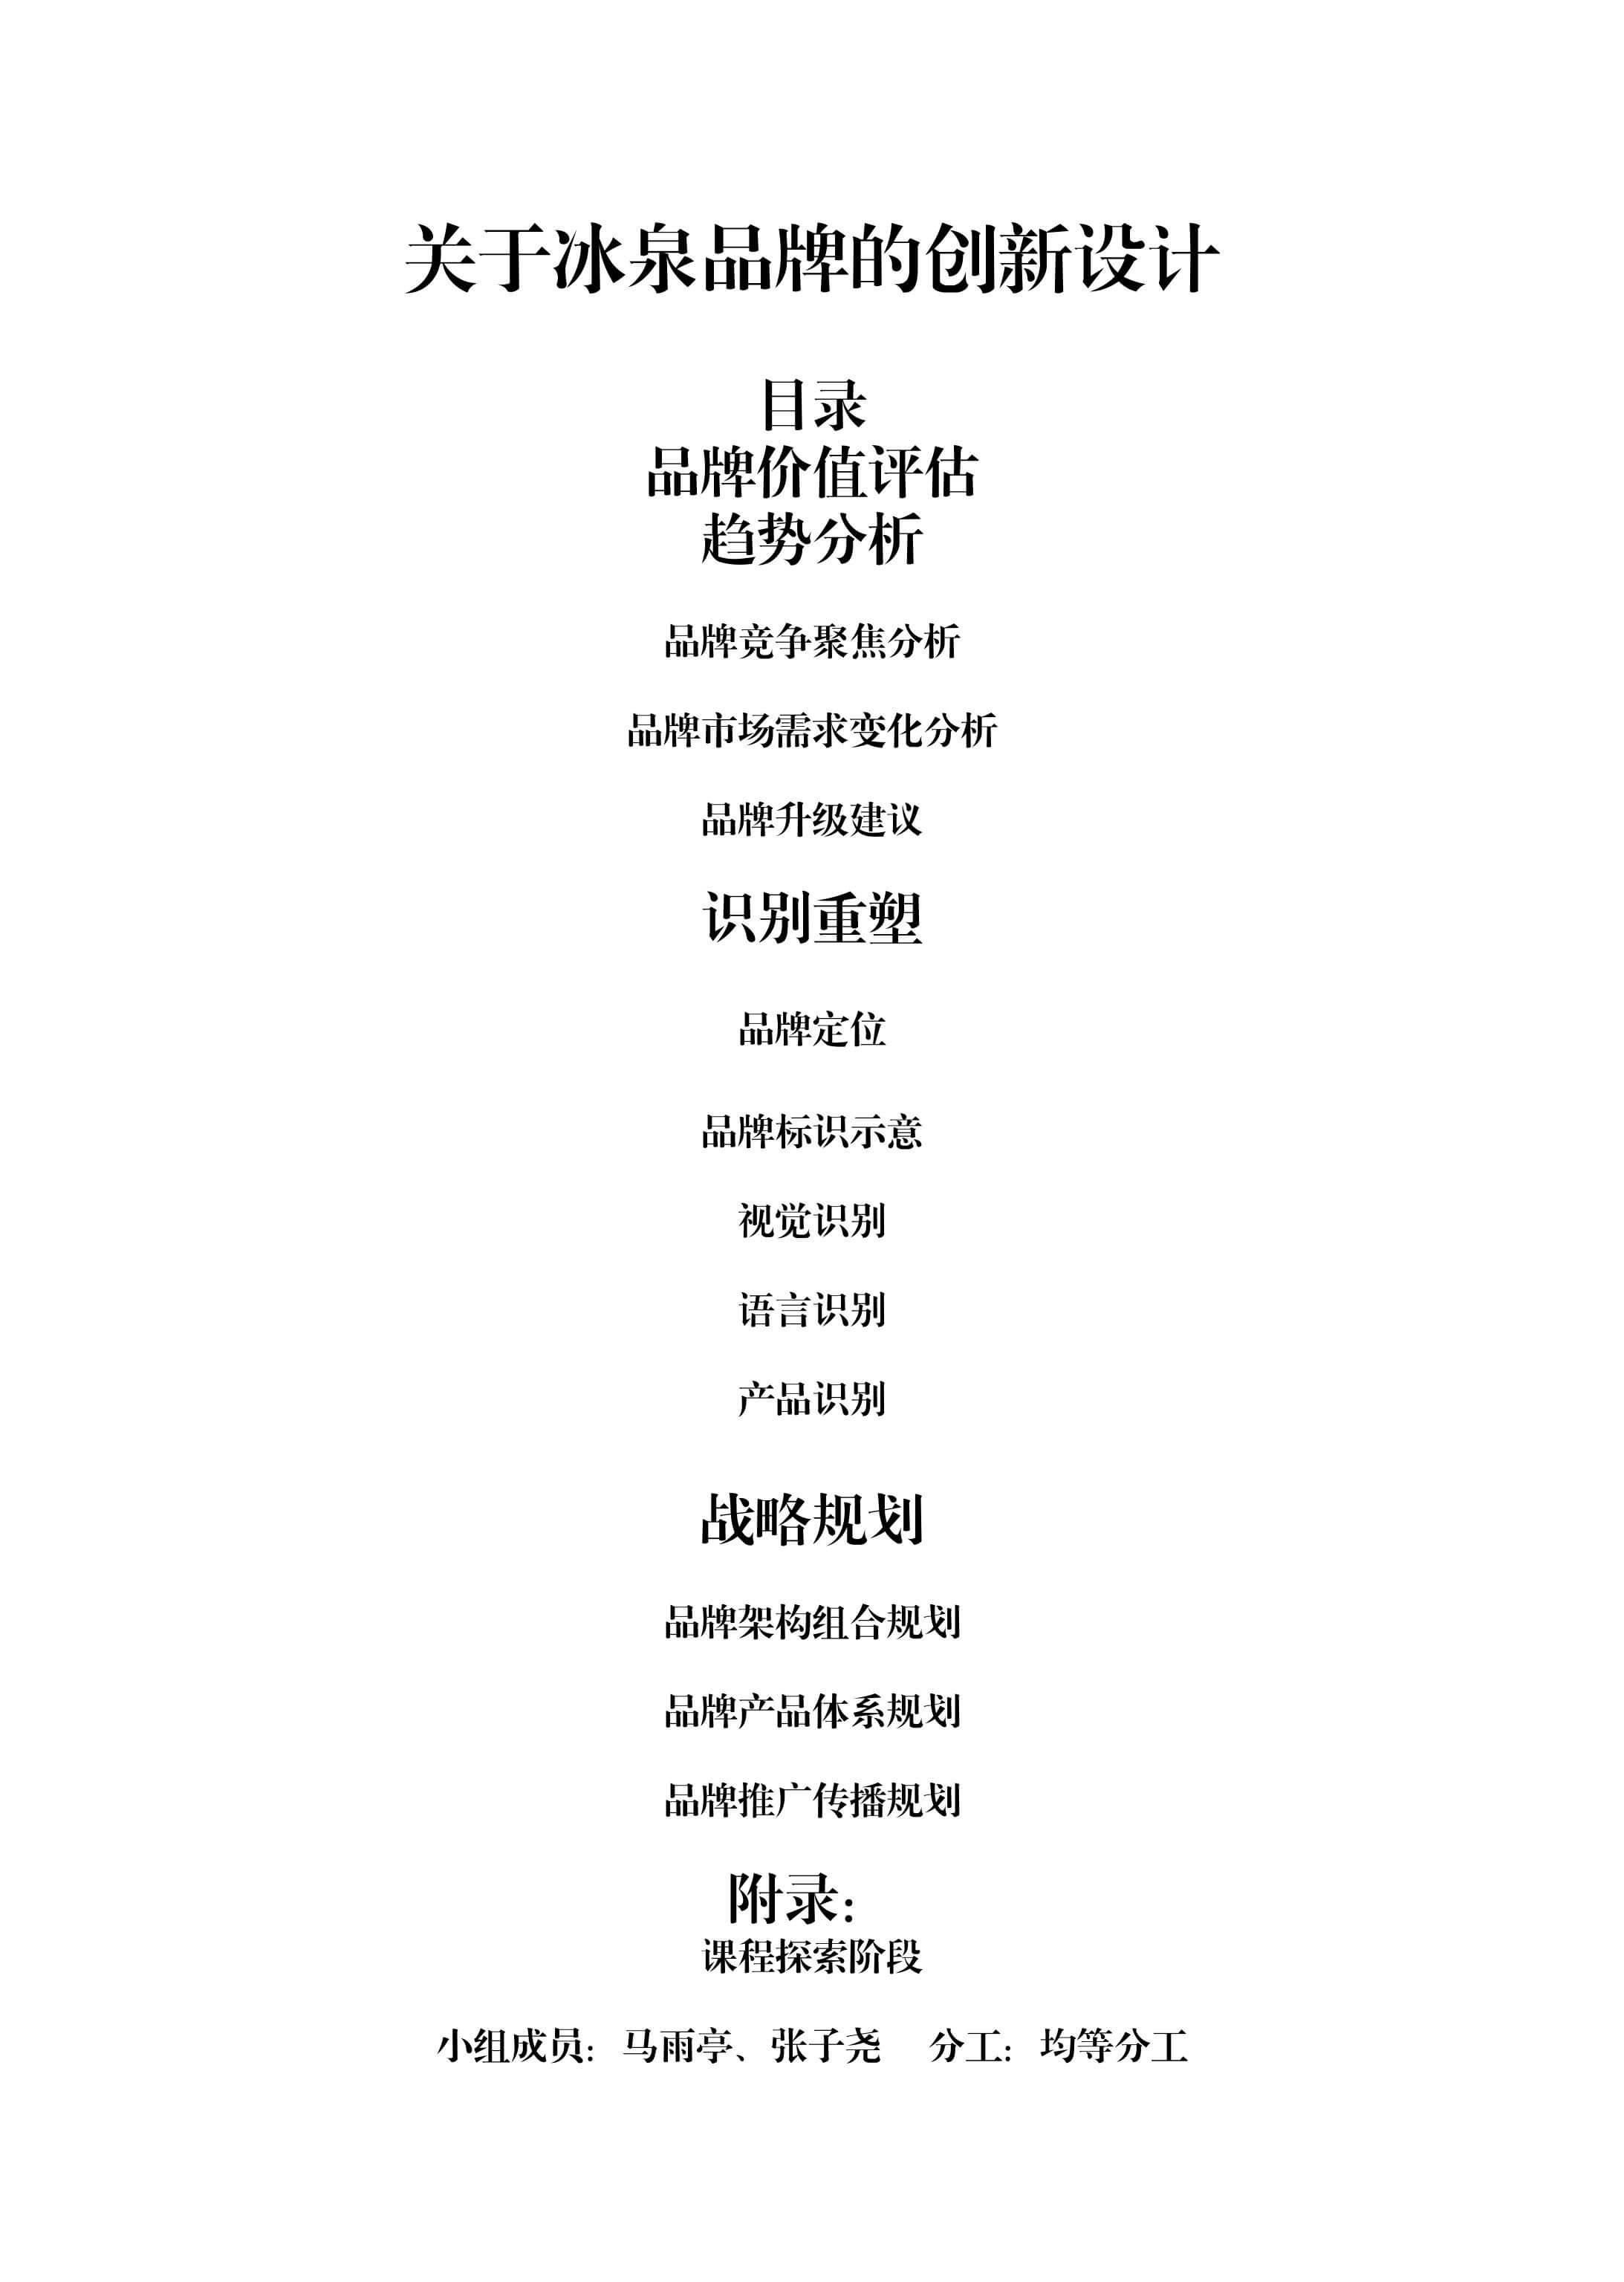 关于冰泉品牌的创新设计
目录
品牌价值评估
趋势分析
品牌竞争聚焦分析
品牌市场需求变化分析
品牌升级建议
识别重塑
品牌定位
品牌标识示意
视觉识别
语言识别
产品识别
战略规划
品牌架构组合规划
品牌产品体系规划
品牌推广传播规划
附录：
课程探索阶段
小组成员：马雨亭、张子尧　分工：均等分工